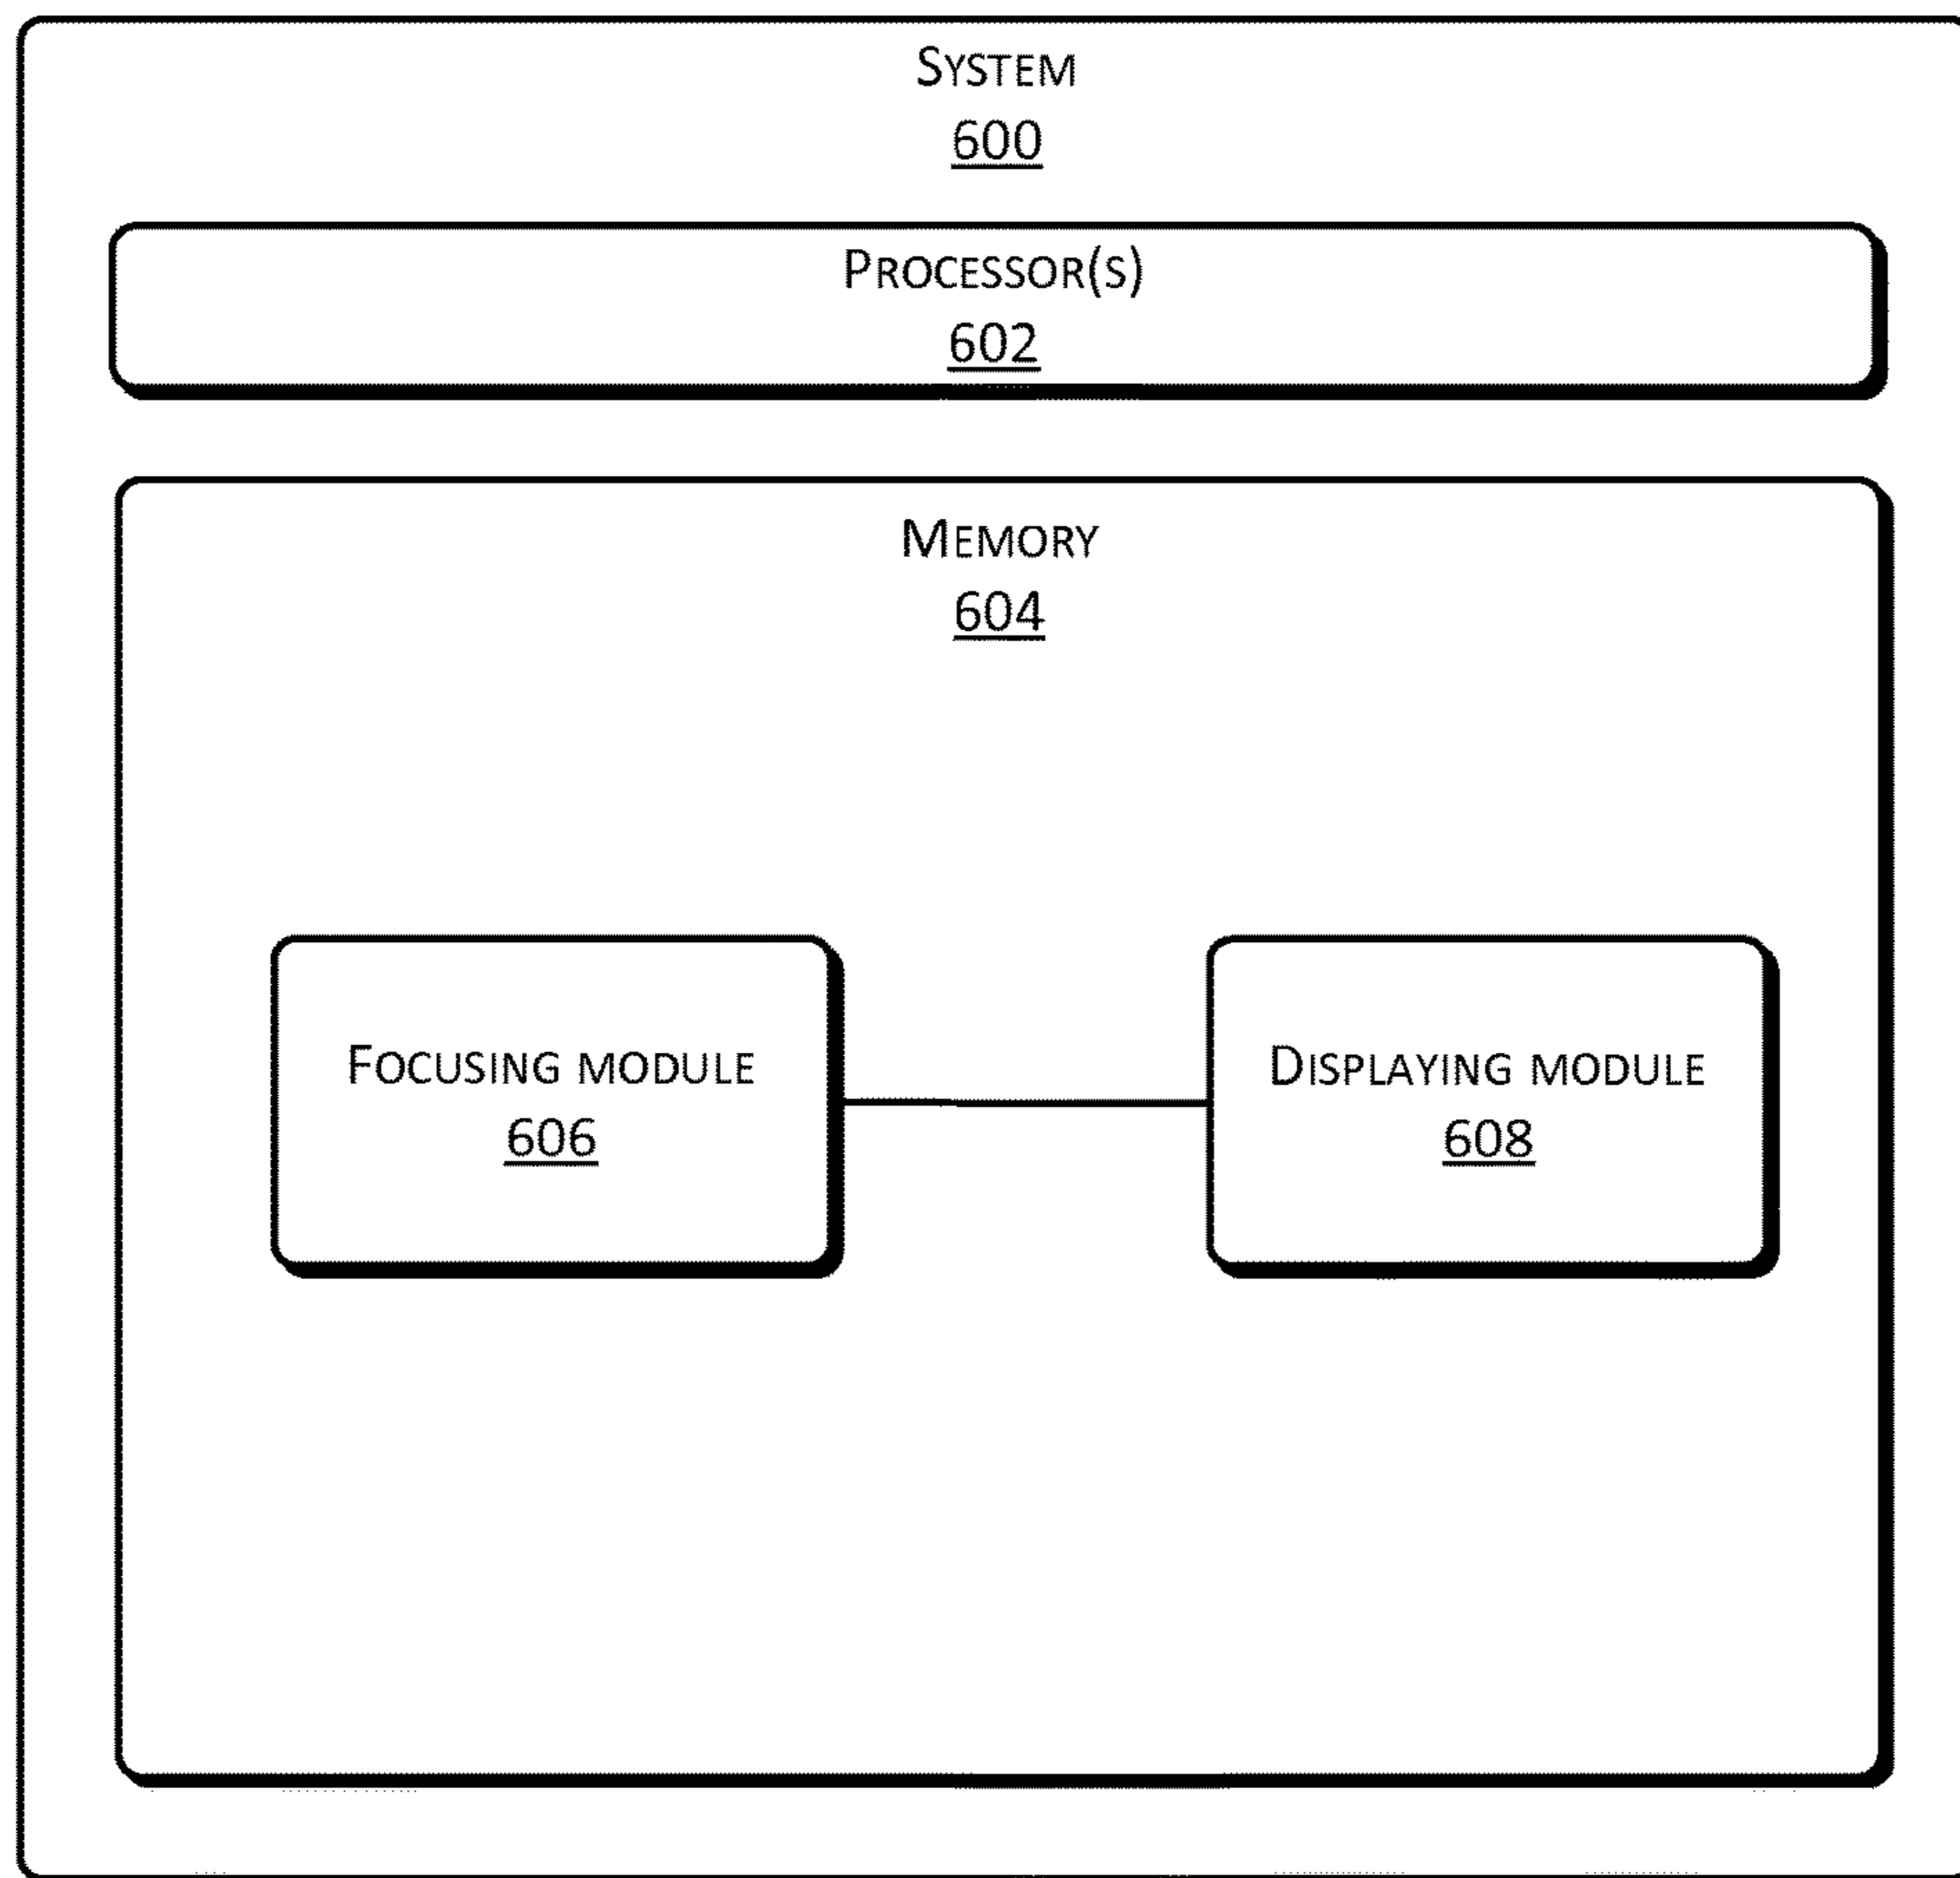 SYSTEM
600
PROCESSOR(S)
602
MEMORY
604
FOCUSING MODULE
606
DISPLAYING MODULE
608